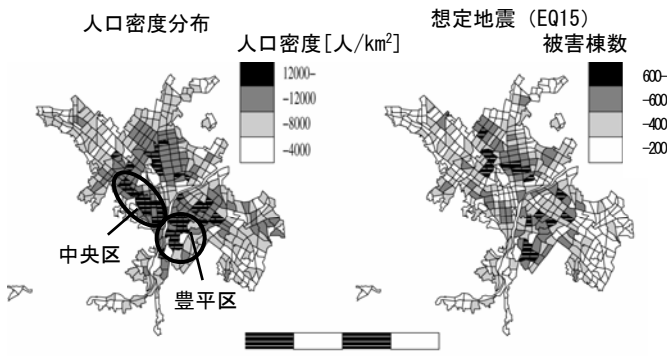 人口密度分布
人口密度[人/km²]
12000-
-12000
-8000
-4000
中央区
豊平区
想定地震（EQ15）
被害棟数
600-
-600
-400
-200